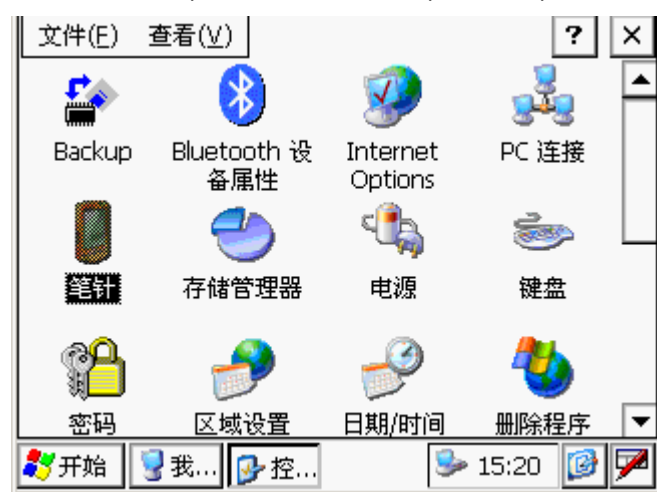 文件(F) 查看(V) ? ×
Backup
Bluetooth 设
备属性
Internet
Options
PC 连接
笔针
存储管理器
电源
键盘
密码
区域设置
日期/时间
删除程序
开始 我... 控... 15:20